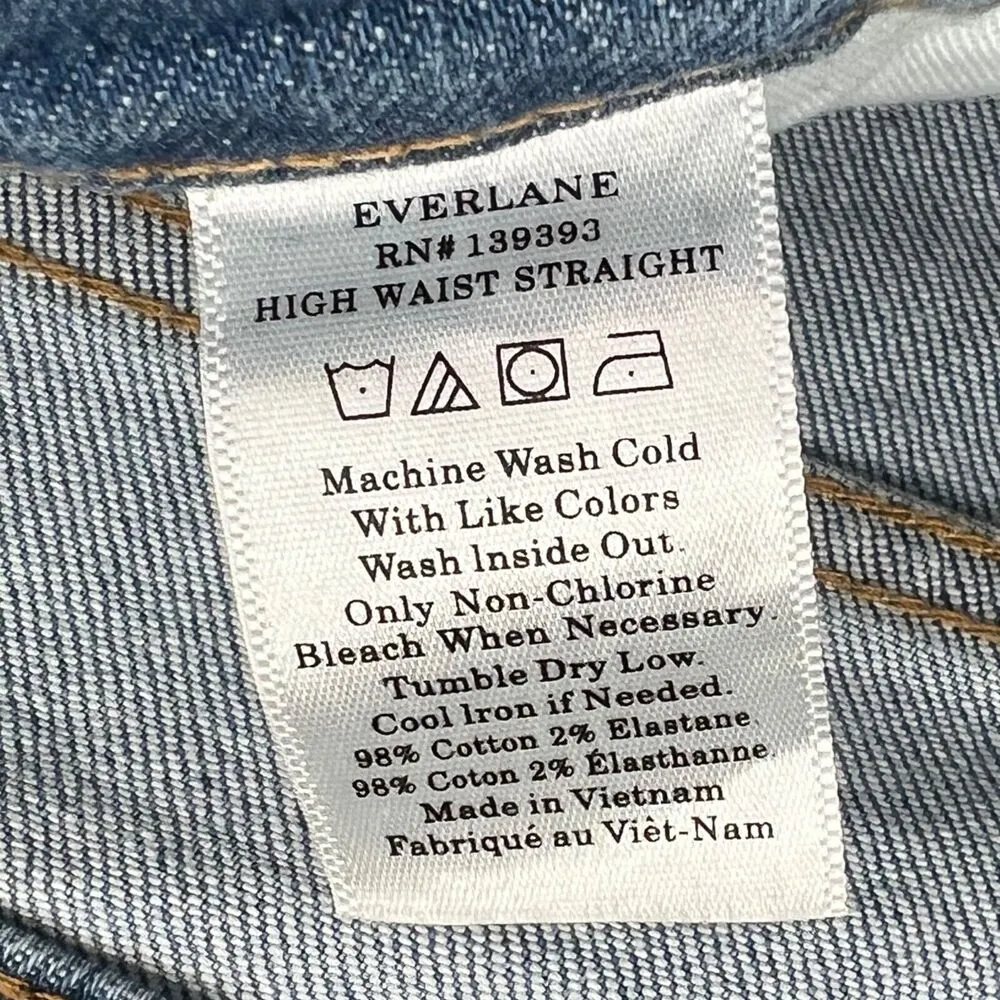 EVERLANE
RN# 139393
HIGH WAIST STRAIGHT
Machine Wash Cold
With Like Colors
Wash Inside Out.
Only Non-Chlorine
Bleach When Necessary.
Tumble Dry Low.
Cool Iron if Needed.
98% Cotton 2% Elastane.
98% Coton 2% Élasthanne.
Made in Vietnam
Fabriqué au Viêt-Nam